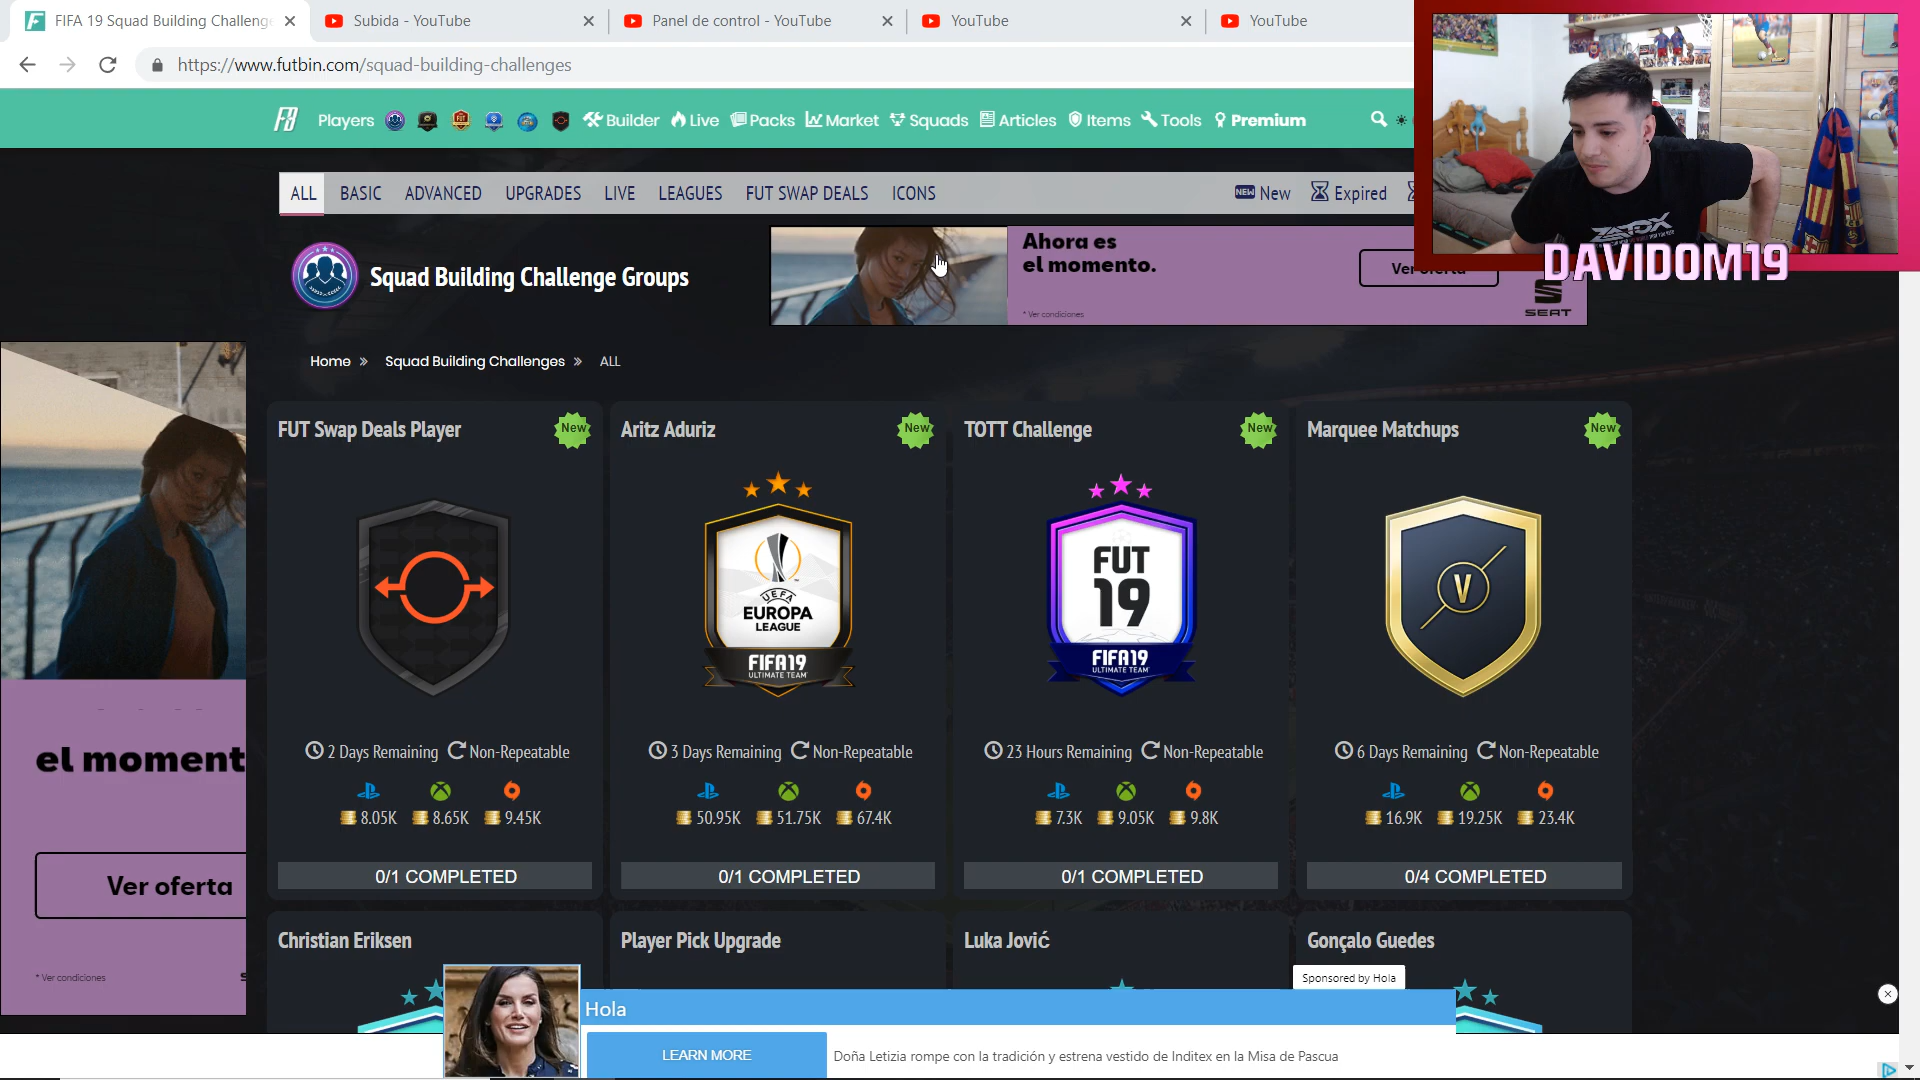 FIFA 19 Squad Building Challenge
Subida - YouTube
Panel de control - YouTube
YouTube
YouTube
https://www.futbin.com/squad-building-challenges
Players
Builder
Live
Packs
Market
Squads
Articles
Items
Tools
Premium
ALL
BASIC
ADVANCED
UPGRADES
LIVE
LEAGUES
FUT SWAP DEALS
ICONS
NEW New
Expired
ZATOX
DAVIDOM19
Squad Building Challenge Groups
Ahora es
el momento.
* Ver condiciones
Ver oferta
SEAT
Home » Squad Building Challenges » ALL
FUT Swap Deals Player
New
Aritz Aduriz
New
TOTT Challenge
New
Marquee Matchups
New
UEFA
EUROPA
LEAGUE
FIFA19
ULTIMATE TEAM
FUT
19
FIFA19
ULTIMATE TEAM
V
2 Days Remaining Non-Repeatable
3 Days Remaining Non-Repeatable
23 Hours Remaining Non-Repeatable
6 Days Remaining Non-Repeatable
8.05K 8.65K 9.45K
50.95K 51.75K 67.4K
7.3K 9.05K 9.8K
16.9K 19.25K 23.4K
0/1 COMPLETED
0/1 COMPLETED
0/1 COMPLETED
0/4 COMPLETED
el moment
Ver oferta
* Ver condiciones
Christian Eriksen
Player Pick Upgrade
Luka Jović
Gonçalo Guedes
Sponsored by Hola
Hola
LEARN MORE
Doña Letizia rompe con la tradición y estrena vestido de Inditex en la Misa de Pascua